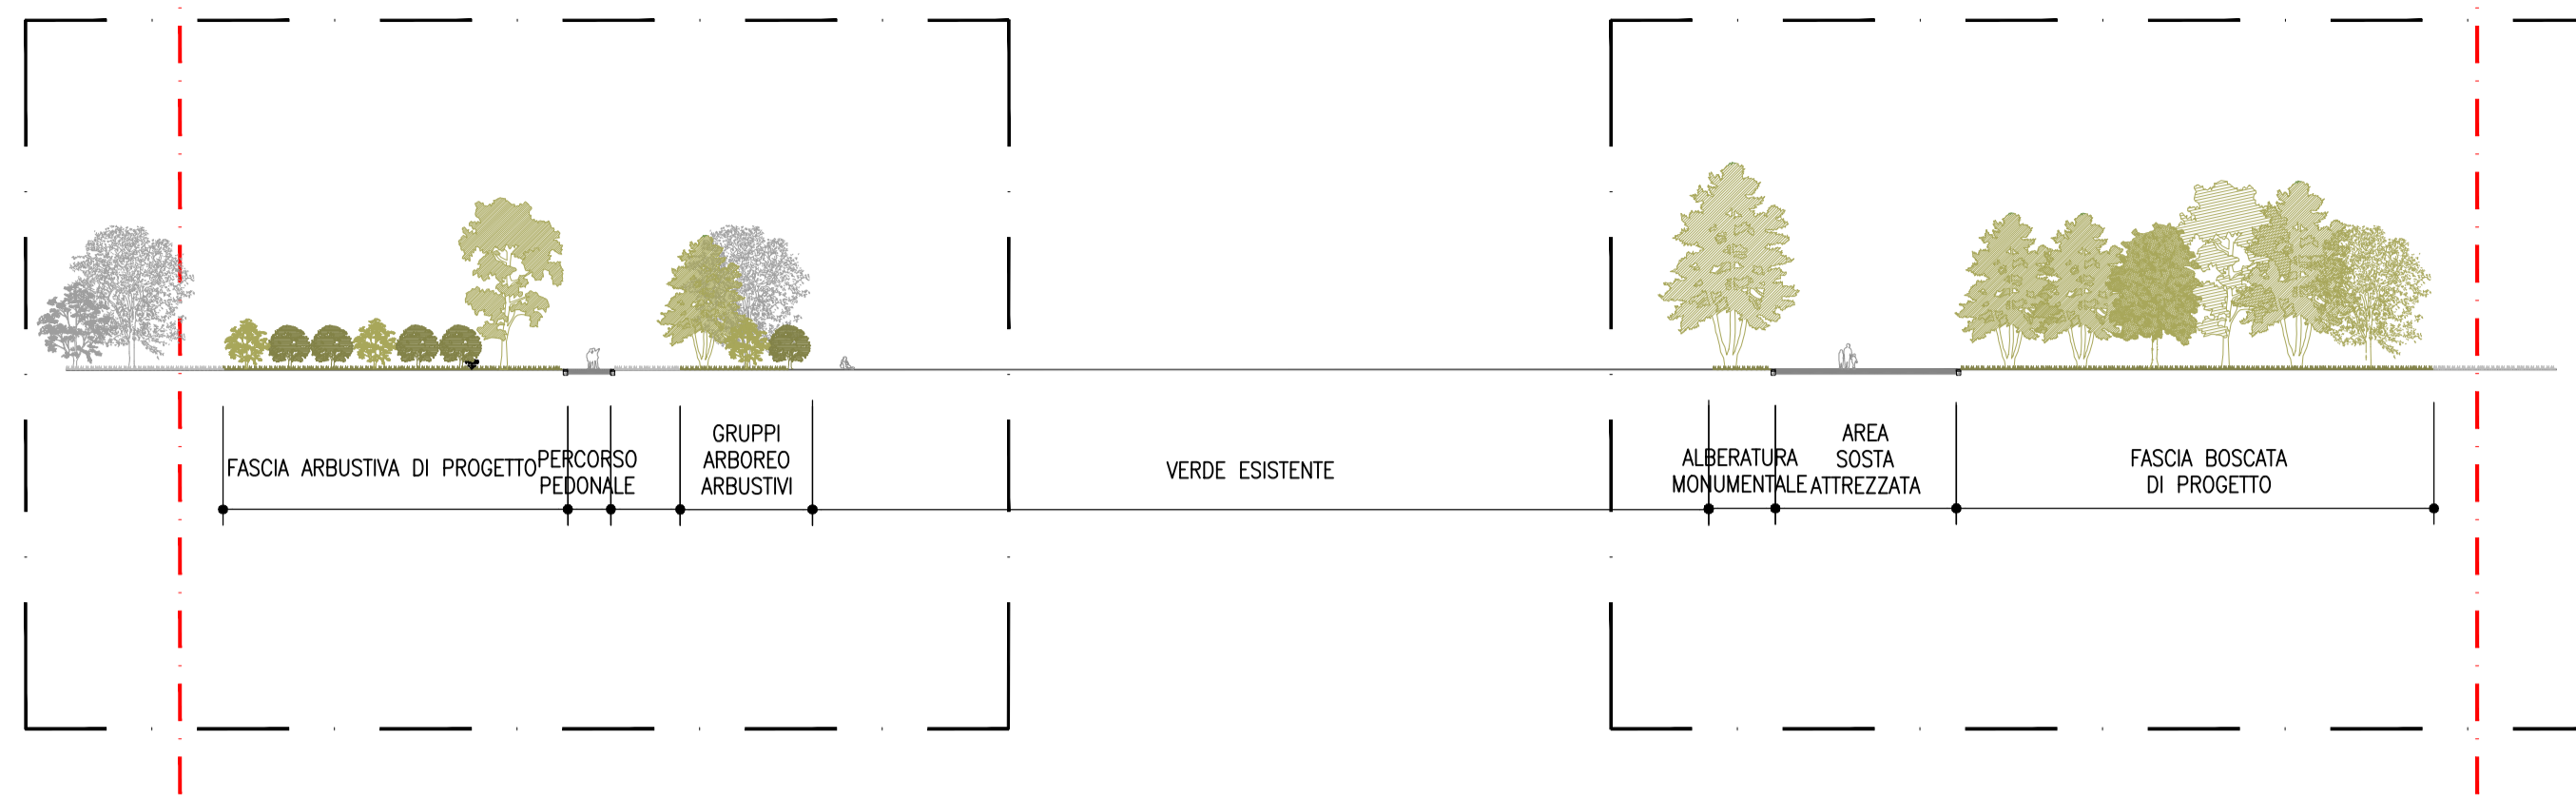 FASCIA ARBUSTIVA DI PROGETTO
PERCORSO
PEDONALE
GRUPPI
ARBOREO
ARBUSTIVI
VERDE ESISTENTE
ALBERATURA
MONUMENTALE
AREA
SOSTA
ATTREZZATA
FASCIA BOSCATA
DI PROGETTO